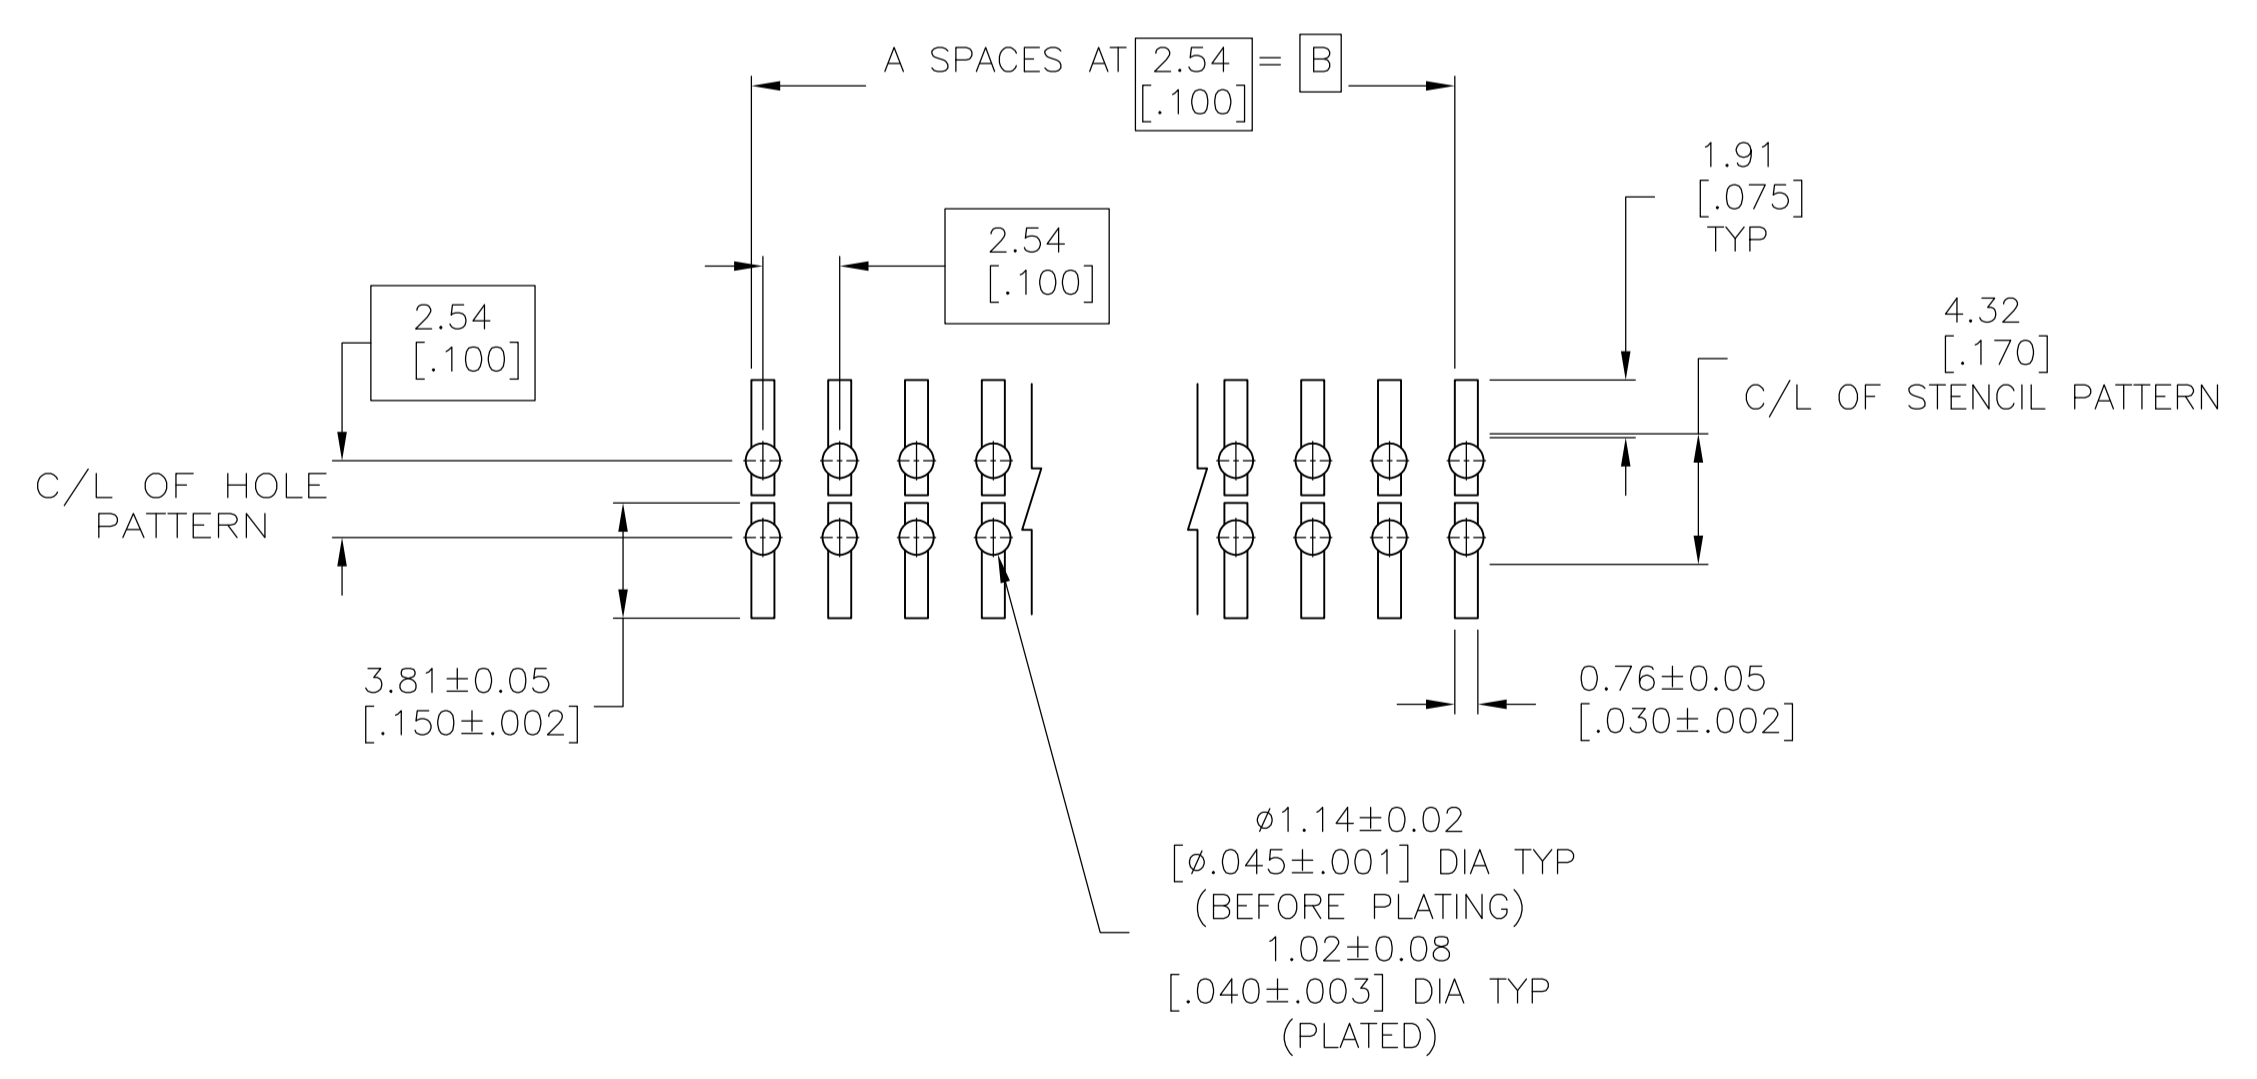 A SPACES AT 2.54 = B
[.100]
1.91
[.075]
TYP
2.54
[.100]
2.54
[.100]
4.32
[.170]
C/L OF STENCIL PATTERN
C/L OF HOLE
PATTERN
3.81±0.05
[.150±.002]
0.76±0.05
[.030±.002]
ø1.14±0.02
[ø.045±.001] DIA TYP
(BEFORE PLATING)
1.02±0.08
[.040±.003] DIA TYP
(PLATED)